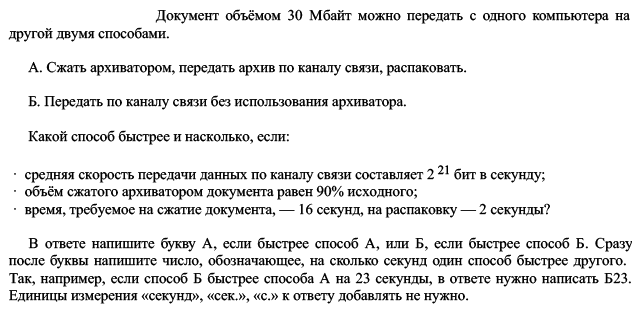 Документ объёмом 30 Мбайт можно передать с одного компьютера на
другой двумя способами.
А. Сжать архиватором, передать архив по каналу связи, распаковать.
Б. Передать по каналу связи без использования архиватора.
Какой способ быстрее и насколько, если:
· средняя скорость передачи данных по каналу связи составляет 2 21 бит в секунду;
· объём сжатого архиватором документа равен 90% исходного;
· время, требуемое на сжатие документа, — 16 секунд, на распаковку — 2 секунды?
В ответе напишите букву А, если быстрее способ А, или Б, если быстрее способ Б. Сразу
после буквы напишите число, обозначающее, на сколько секунд один способ быстрее другого.
Так, например, если способ Б быстрее способа А на 23 секунды, в ответе нужно написать Б23.
Единицы измерения «секунд», «сек.», «с.» к ответу добавлять не нужно.